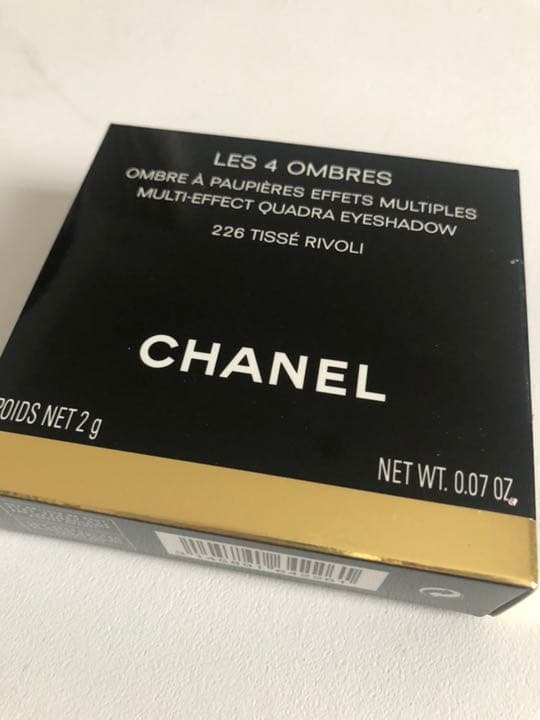 LES 4 OMBRES
OMBRE À PAUPIÈRES EFFETS MULTIPLES
MULTI-EFFECT QUADRA EYESHADOW
226 TISSÉ RIVOLI
CHANEL
POIDS NET 2 g
NET WT. 0.07 OZ.